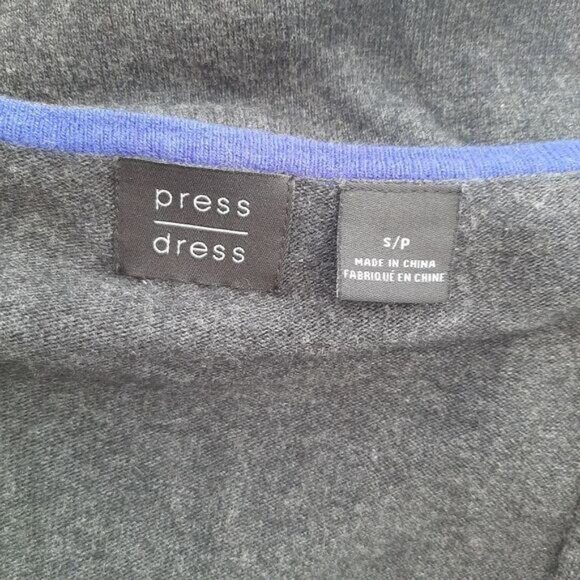 press
dress
S/P
MADE IN CHINA
FABRIQUÉ EN CHINE